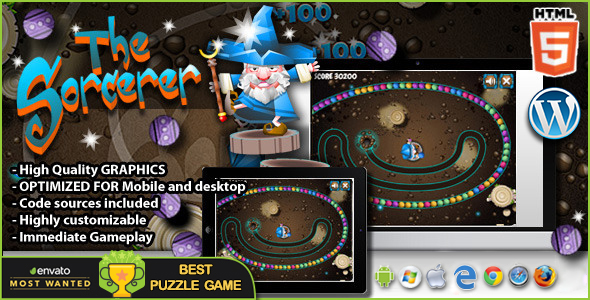 The
Sorcerer
+100
+100
HTML
5
SCORE 30200
- High Quality GRAPHICS
- OPTIMIZED FOR Mobile and desktop
- Code sources included
- Highly customizable
- Immediate Gameplay
envato
MOST WANTED
BEST
PUZZLE GAME